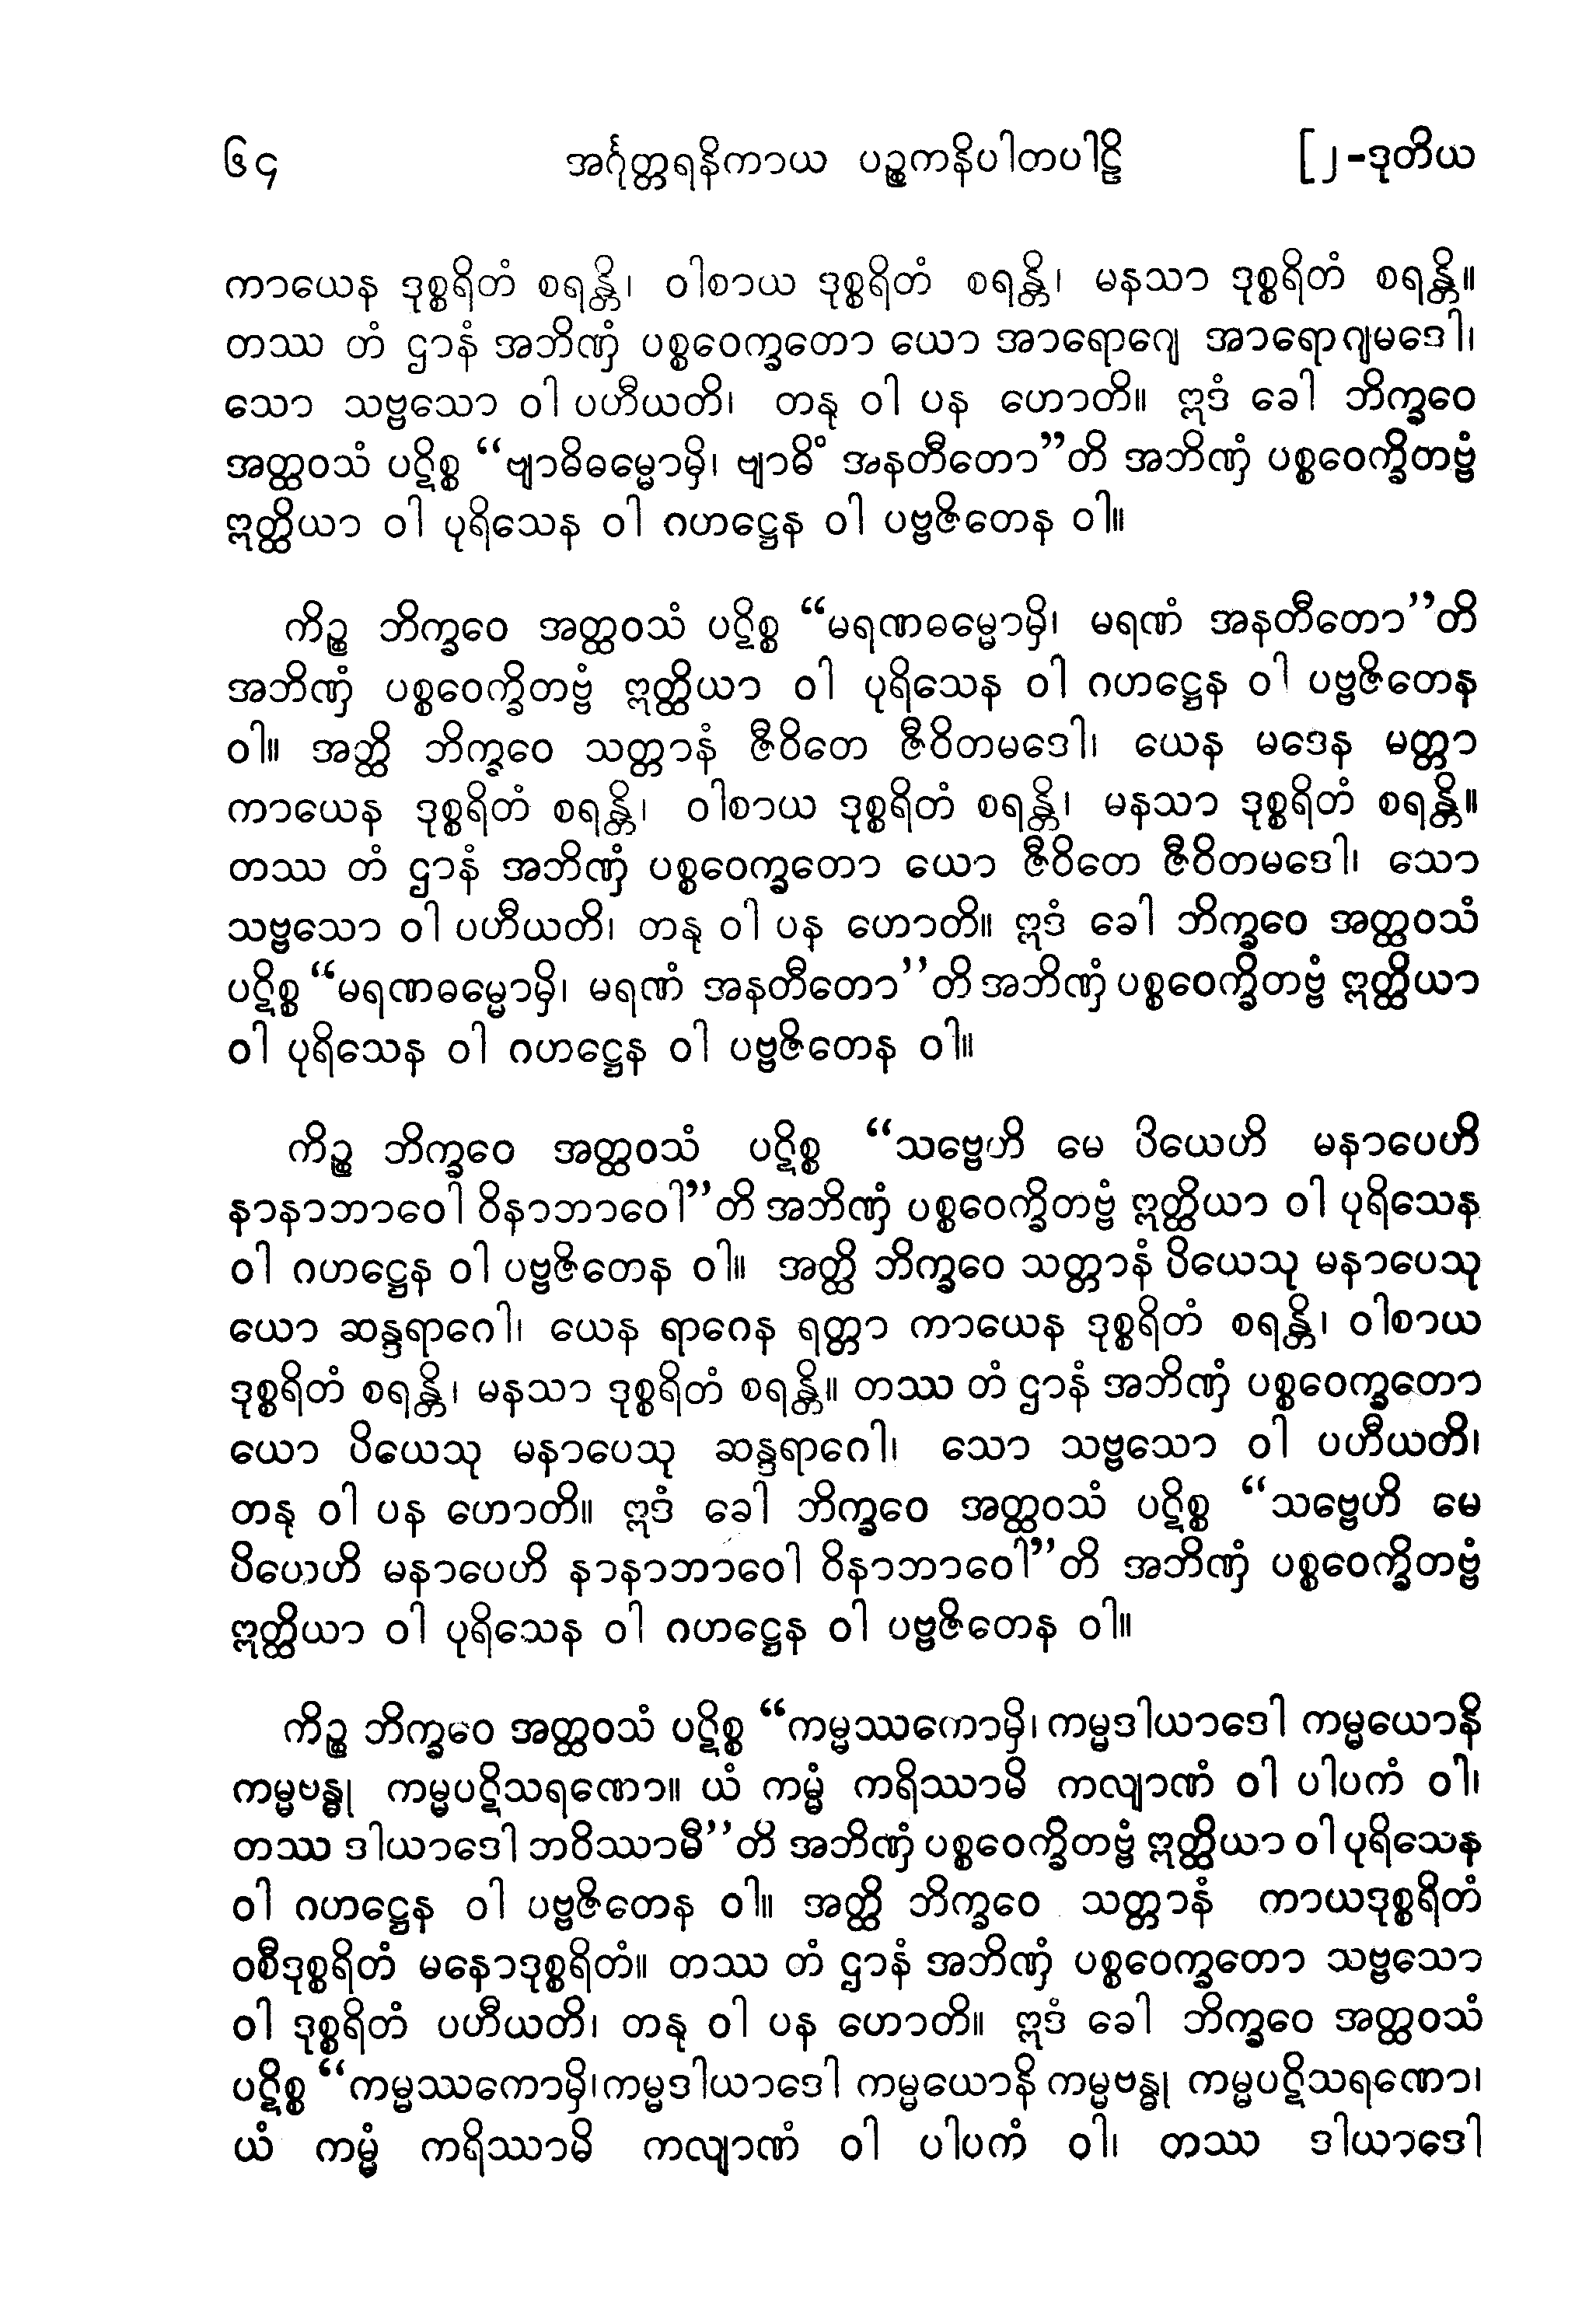 ၆၄ အင်္ဂုတ္တရနိကာယ ပဉ္စကနိပါတပါဠိ [၂-ဒုတိယ
ကာယေန ဒုစ္စရိတံ စရန္တိ၊ ဝါစာယ ဒုစ္စရိတံ စရန္တိ၊ မနသာ ဒုစ္စရိတံ စရန္တိ။
တဿ တံ ဌာနံ အဘိဏှံ ပစ္စဝေက္ခတော ယော အာရောဂျေ အာရောဂျမဒေါ၊
သော သဗ္ဗသော ဝါ ပဟီယတိ၊ တနု ဝါ ပန ဟောတိ။ ဣဒံ ခေါ ဘိက္ခဝေ
အတ္ထဝသံ ပဋိစ္စ “ဗျာဓိဓမ္မောမှိ၊ ဗျာဓိံ အနတီတော”တိ အဘိဏှံ ပစ္စဝေက္ခိတဗ္ဗံ
ဣတ္ထိယာ ဝါ ပုရိသေန ဝါ ဂဟဋ္ဌေန ဝါ ပဗ္ဗဇိတေန ဝါ။
ကိဉ္စ ဘိက္ခဝေ အတ္ထဝသံ ပဋိစ္စ “မရဏဓမ္မောမှိ၊ မရဏံ အနတီတော”တိ
အဘိဏှံ ပစ္စဝေက္ခိတဗ္ဗံ ဣတ္ထိယာ ဝါ ပုရိသေန ဝါ ဂဟဋ္ဌေန ဝါ ပဗ္ဗဇိတေန
ဝါ။ အတ္ထိ ဘိက္ခဝေ သတ္တာနံ ဇီဝိတေ ဇီဝိတမဒေါ၊ ယေန မဒေန မတ္တာ
ကာယေန ဒုစ္စရိတံ စရန္တိ၊ ဝါစာယ ဒုစ္စရိတံ စရန္တိ၊ မနသာ ဒုစ္စရိတံ စရန္တိ။
တဿ တံ ဌာနံ အဘိဏှံ ပစ္စဝေက္ခတော ယော ဇီဝိတေ ဇီဝိတမဒေါ၊ သော
သဗ္ဗသော ဝါ ပဟီယတိ၊ တနု ဝါ ပန ဟောတိ။ ဣဒံ ခေါ ဘိက္ခဝေ အတ္ထဝသံ
ပဋိစ္စ “မရဏဓမ္မောမှိ၊ မရဏံ အနတီတော”တိ အဘိဏှံ ပစ္စဝေက္ခိတဗ္ဗံ ဣတ္ထိယာ
ဝါ ပုရိသေန ဝါ ဂဟဋ္ဌေန ဝါ ပဗ္ဗဇိတေန ဝါ။
ကိဉ္စ ဘိက္ခဝေ အတ္ထဝသံ ပဋိစ္စ “သဗ္ဗေဟိ မေ ပိယေဟိ မနာပေဟိ
နာနာဘာဝေါ ဝိနာဘာဝေါ”တိ အဘိဏှံ ပစ္စဝေက္ခိတဗ္ဗံ ဣတ္ထိယာ ဝါ ပုရိသေန
ဝါ ဂဟဋ္ဌေန ဝါ ပဗ္ဗဇိတေန ဝါ။ အတ္ထိ ဘိက္ခဝေ သတ္တာနံ ပိယေသု မနာပေသု
ယော ဆန္ဒရာဂေါ၊ ယေန ရာဂေန ရတ္တာ ကာယေန ဒုစ္စရိတံ စရန္တိ၊ ဝါစာယ
ဒုစ္စရိတံ စရန္တိ၊ မနသာ ဒုစ္စရိတံ စရန္တိ။ တဿ တံ ဌာနံ အဘိဏှံ ပစ္စဝေက္ခတော
ယော ပိယေသု မနာပေသု ဆန္ဒရာဂေါ၊ သော သဗ္ဗသော ဝါ ပဟီယတိ၊
တနု ဝါ ပန ဟောတိ။ ဣဒံ ခေါ ဘိက္ခဝေ အတ္ထဝသံ ပဋိစ္စ “သဗ္ဗေဟိ မေ
ပိယေဟိ မနာပေဟိ နာနာဘာဝေါ ဝိနာဘာဝေါ”တိ အဘိဏှံ ပစ္စဝေက္ခိတဗ္ဗံ
ဣတ္ထိယာ ဝါ ပုရိသေန ဝါ ဂဟဋ္ဌေန ဝါ ပဗ္ဗဇိတေန ဝါ။
ကိဉ္စ ဘိက္ခဝေ အတ္ထဝသံ ပဋိစ္စ “ကမ္မဿကောမှိ၊ ကမ္မဒါယာဒေါ ကမ္မယောနိ
ကမ္မဗန္ဓု ကမ္မပဋိသရဏော။ ယံ ကမ္မံ ကရိဿာမိ ကလျာဏံ ဝါ ပါပကံ ဝါ၊
တဿ ဒါယာဒေါ ဘဝိဿာမီ”တိ အဘိဏှံ ပစ္စဝေက္ခိတဗ္ဗံ ဣတ္ထိယာ ဝါ ပုရိသေန
ဝါ ဂဟဋ္ဌေန ဝါ ပဗ္ဗဇိတေန ဝါ။ အတ္ထိ ဘိက္ခဝေ သတ္တာနံ ကာယဒုစ္စရိတံ
ဝစီဒုစ္စရိတံ မနောဒုစ္စရိတံ။ တဿ တံ ဌာနံ အဘိဏှံ ပစ္စဝေက္ခတော သဗ္ဗသော
ဝါ ဒုစ္စရိတံ ပဟီယတိ၊ တနု ဝါ ပန ဟောတိ။ ဣဒံ ခေါ ဘိက္ခဝေ အတ္ထဝသံ
ပဋိစ္စ “ကမ္မဿကောမှိ၊ ကမ္မဒါယာဒေါ ကမ္မယောနိ ကမ္မဗန္ဓု ကမ္မပဋိသရဏော၊
ယံ ကမ္မံ ကရိဿာမိ ကလျာဏံ ဝါ ပါပကံ ဝါ၊ တဿ ဒါယာဒေါ